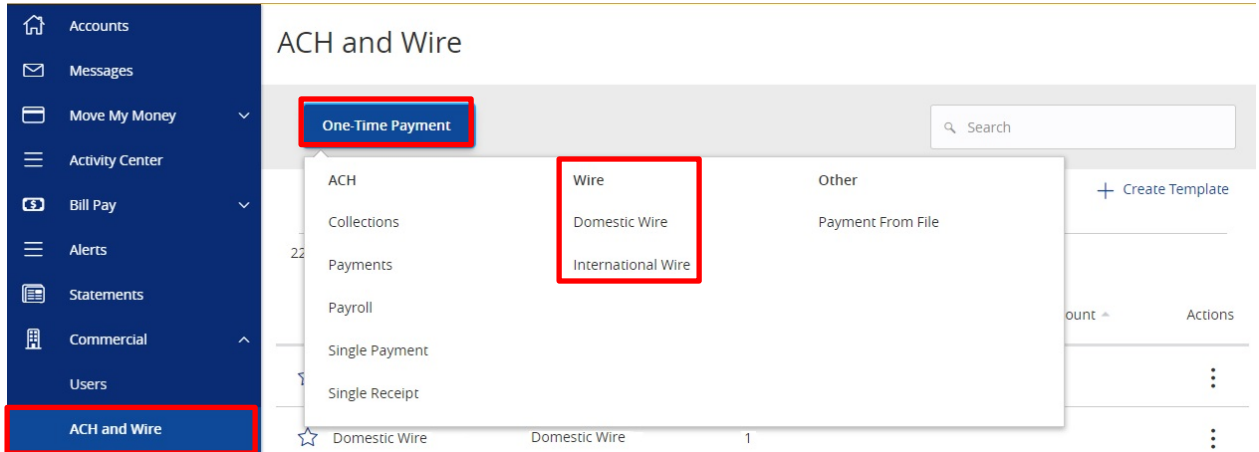 Accounts
Messages
Move My Money
Activity Center
Bill Pay
Alerts
Statements
Commercial
Users
ACH and Wire
ACH and Wire
One-Time Payment
Search
ACH
Collections
Payments
Payroll
Single Payment
Single Receipt
Wire
Domestic Wire
International Wire
Other
Payment From File
+ Create Template
22
ount
Actions
Domestic Wire Domestic Wire 1